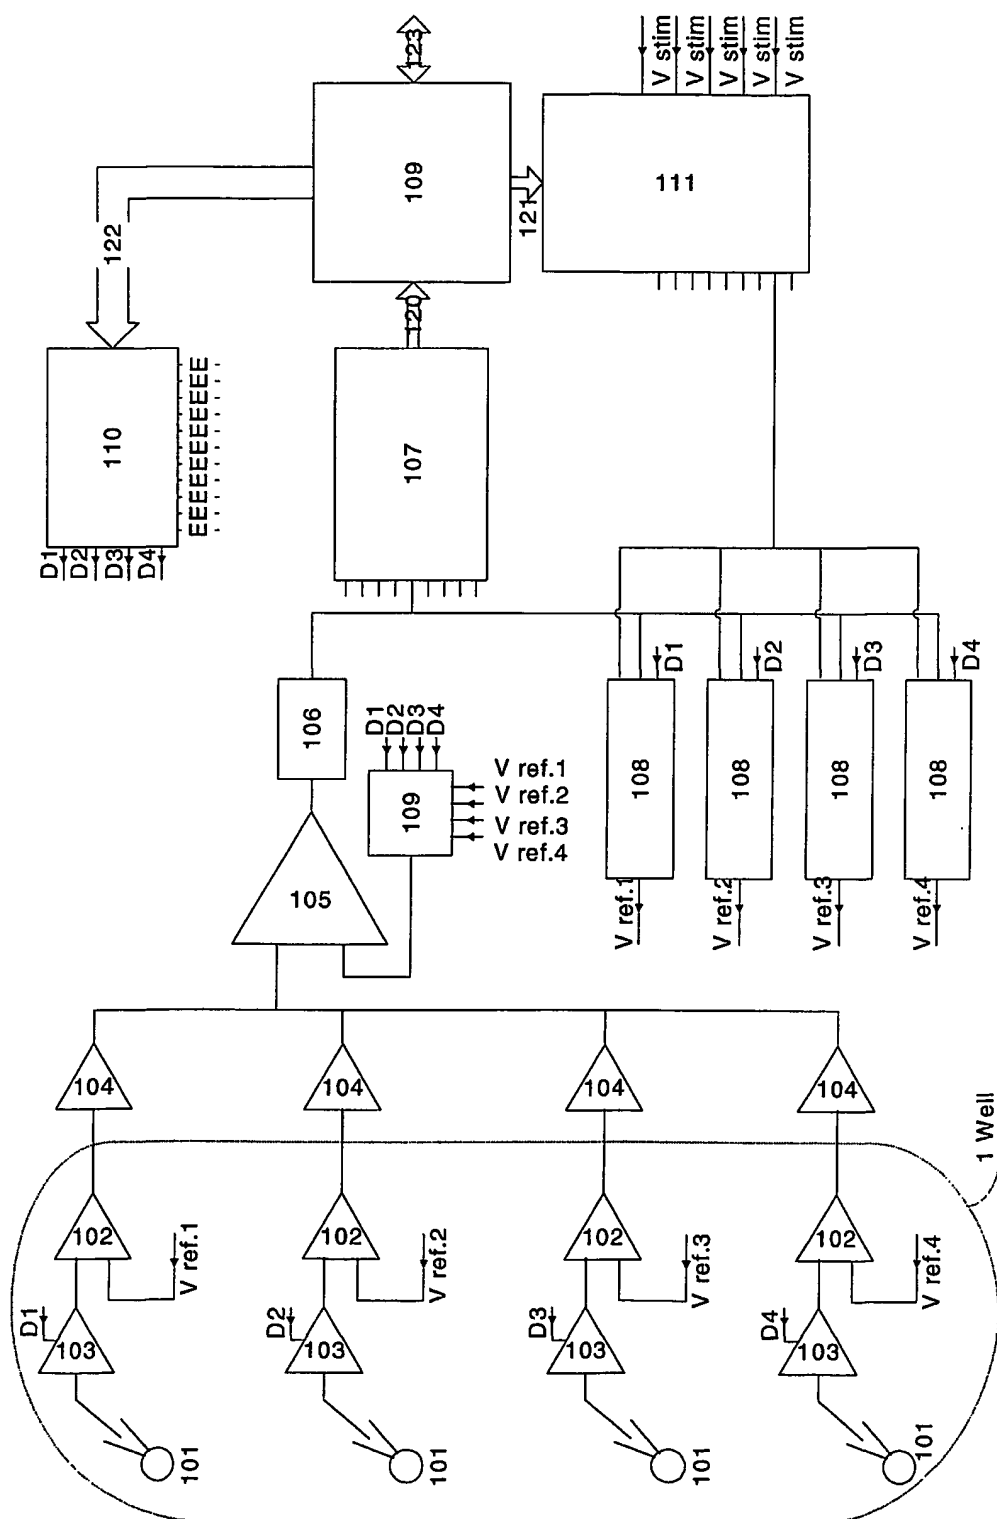 123
V stim
V stim
V stim
V stim
V stim
109
111
121
122
120
110
EEEEEEEEEEE
107
D1
D2
D3
D4
D1
D2
D3
D4
106
D1
D2
D3
D4
109
V ref.1
V ref.2
V ref.3
V ref.4
108
108
108
108
105
V ref.1
V ref.2
V ref.3
V ref.4
104
104
104
104
1 Well
102
102
102
102
V ref.1
V ref.2
V ref.3
V ref.4
D1
D2
D3
D4
103
103
103
103
101
101
101
101